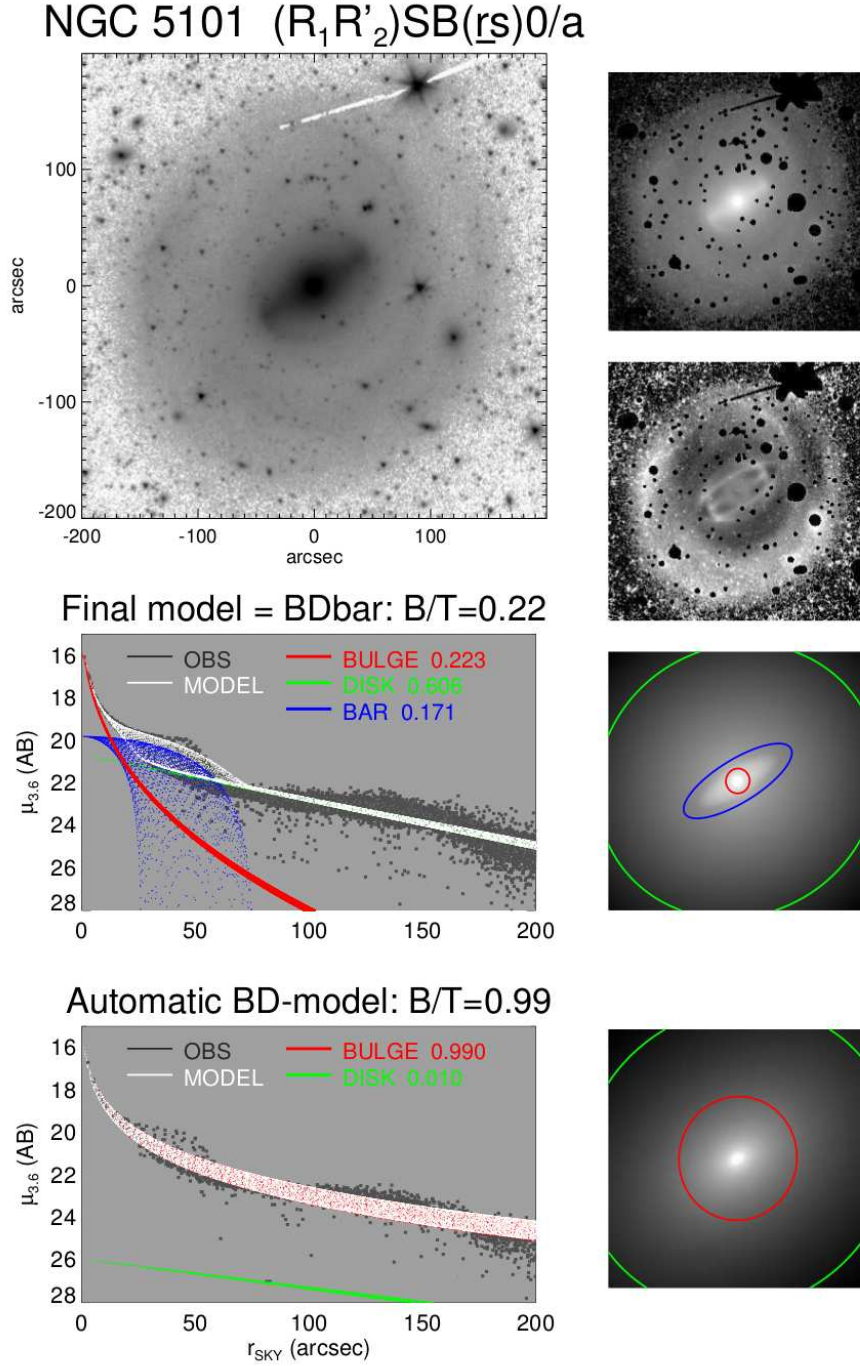 NGC 5101 (R₁R'₂)SB(rs)0/a
arcsec
100
0
-100
-200
-200 -100 0 100
arcsec
Final model = BDbar: B/T=0.22
OBS
MODEL
BULGE 0.223
DISK 0.606
BAR 0.171
μ₃.₆ (AB)
16
18
20
22
24
26
28
0 50 100 150 200
Automatic BD-model: B/T=0.99
OBS
MODEL
BULGE 0.990
DISK 0.010
μ₃.₆ (AB)
16
18
20
22
24
26
28
0 50 100 150 200
r_SKY (arcsec)